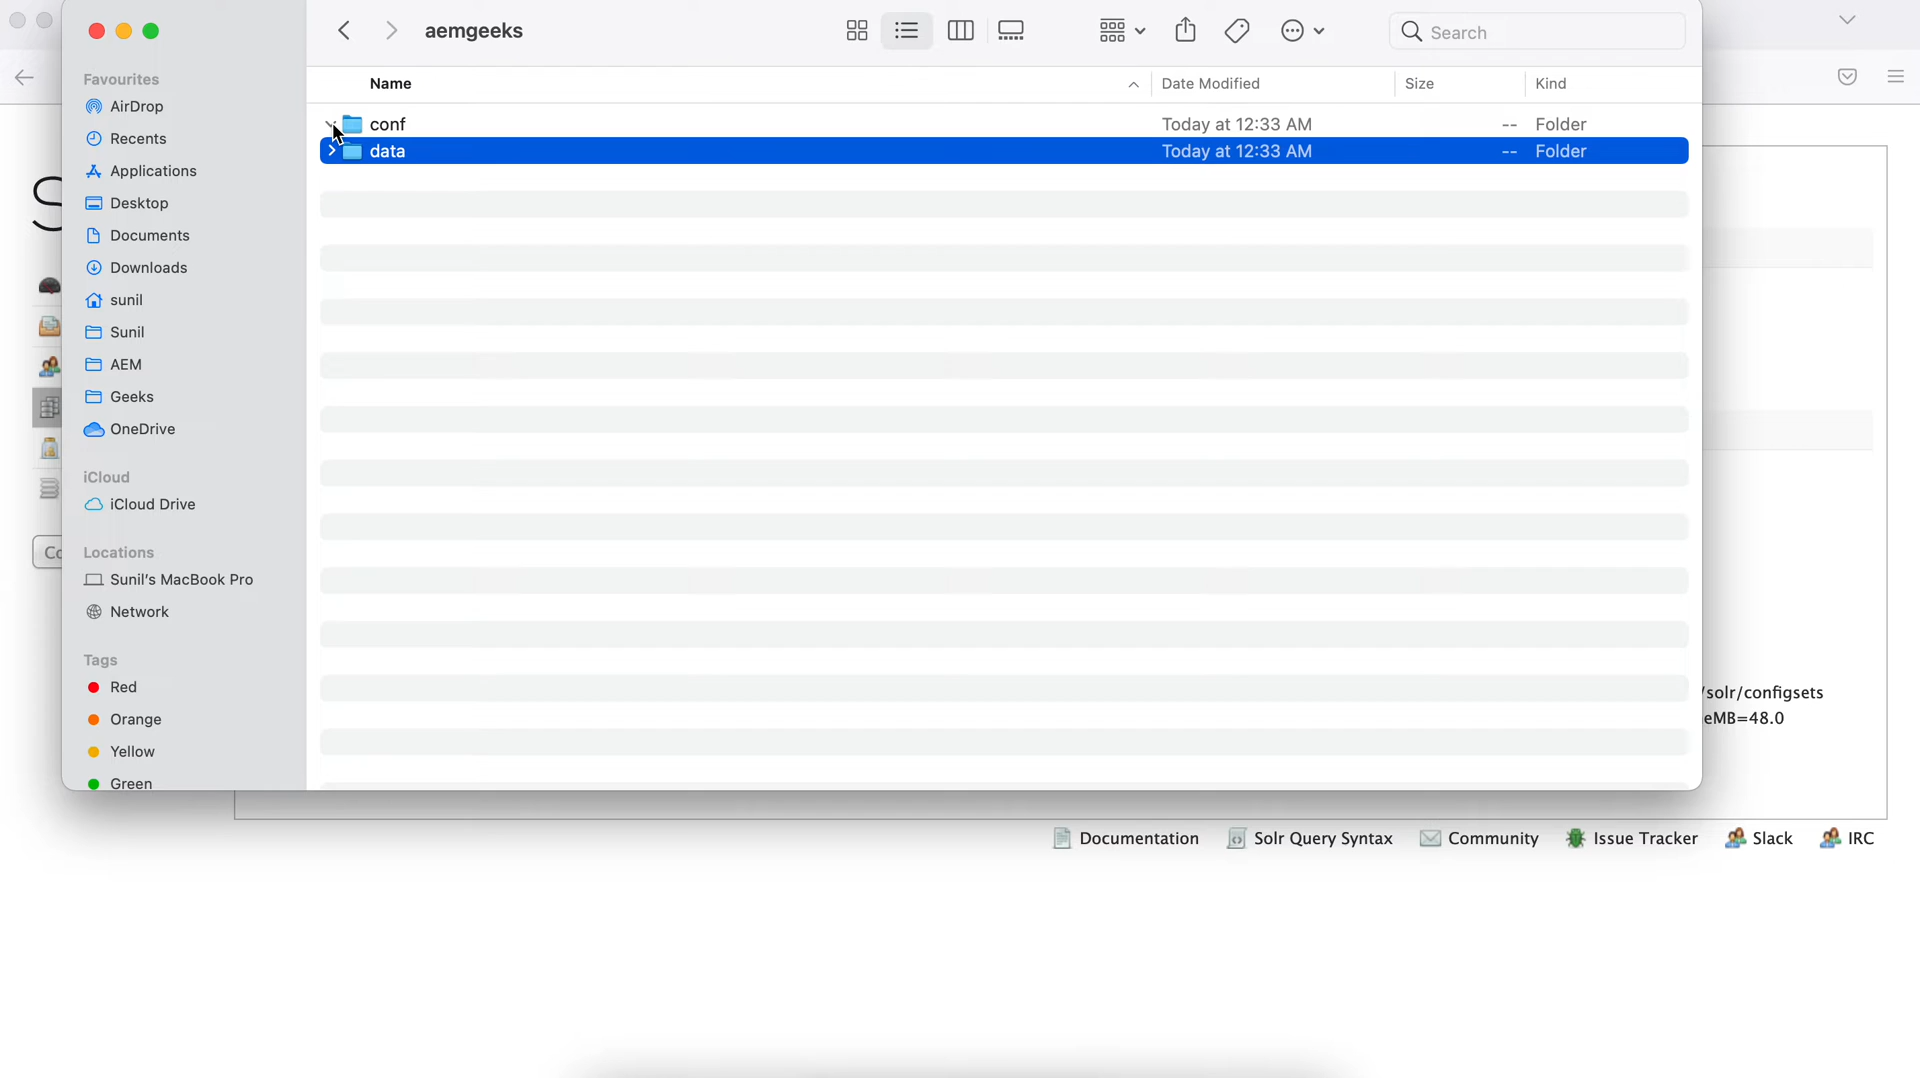 aemgeeks
Search
Favourites
AirDrop
Recents
Applications
Desktop
Documents
Downloads
sunil
Sunil
AEM
Geeks
OneDrive
iCloud
iCloud Drive
Locations
Sunil's MacBook Pro
Network
Tags
Red
Orange
Yellow
Green
Name Date Modified Size Kind
conf Today at 12:33 AM -- Folder
data Today at 12:33 AM -- Folder
/solr/configsets
eMB=48.0
Documentation Solr Query Syntax Community Issue Tracker Slack IRC